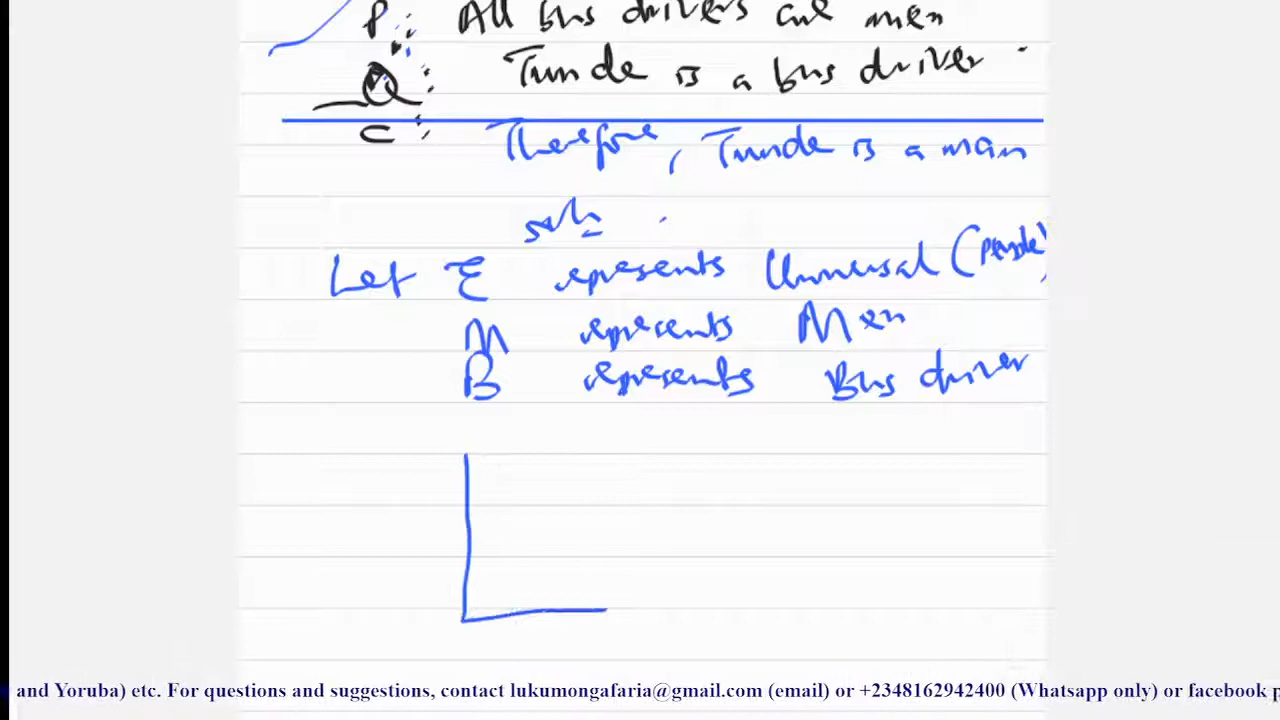 P : All bus drivers are men
Q : Tunde is a bus driver
C : Therefore, Tunde is a man
soln
Let ξ represents Universal (people)
M represents Men
B represents Bus driver
and Yoruba) etc. For questions and suggestions, contact lukumongafaria@gmail.com (email) or +2348162942400 (Whatsapp only) or facebook p